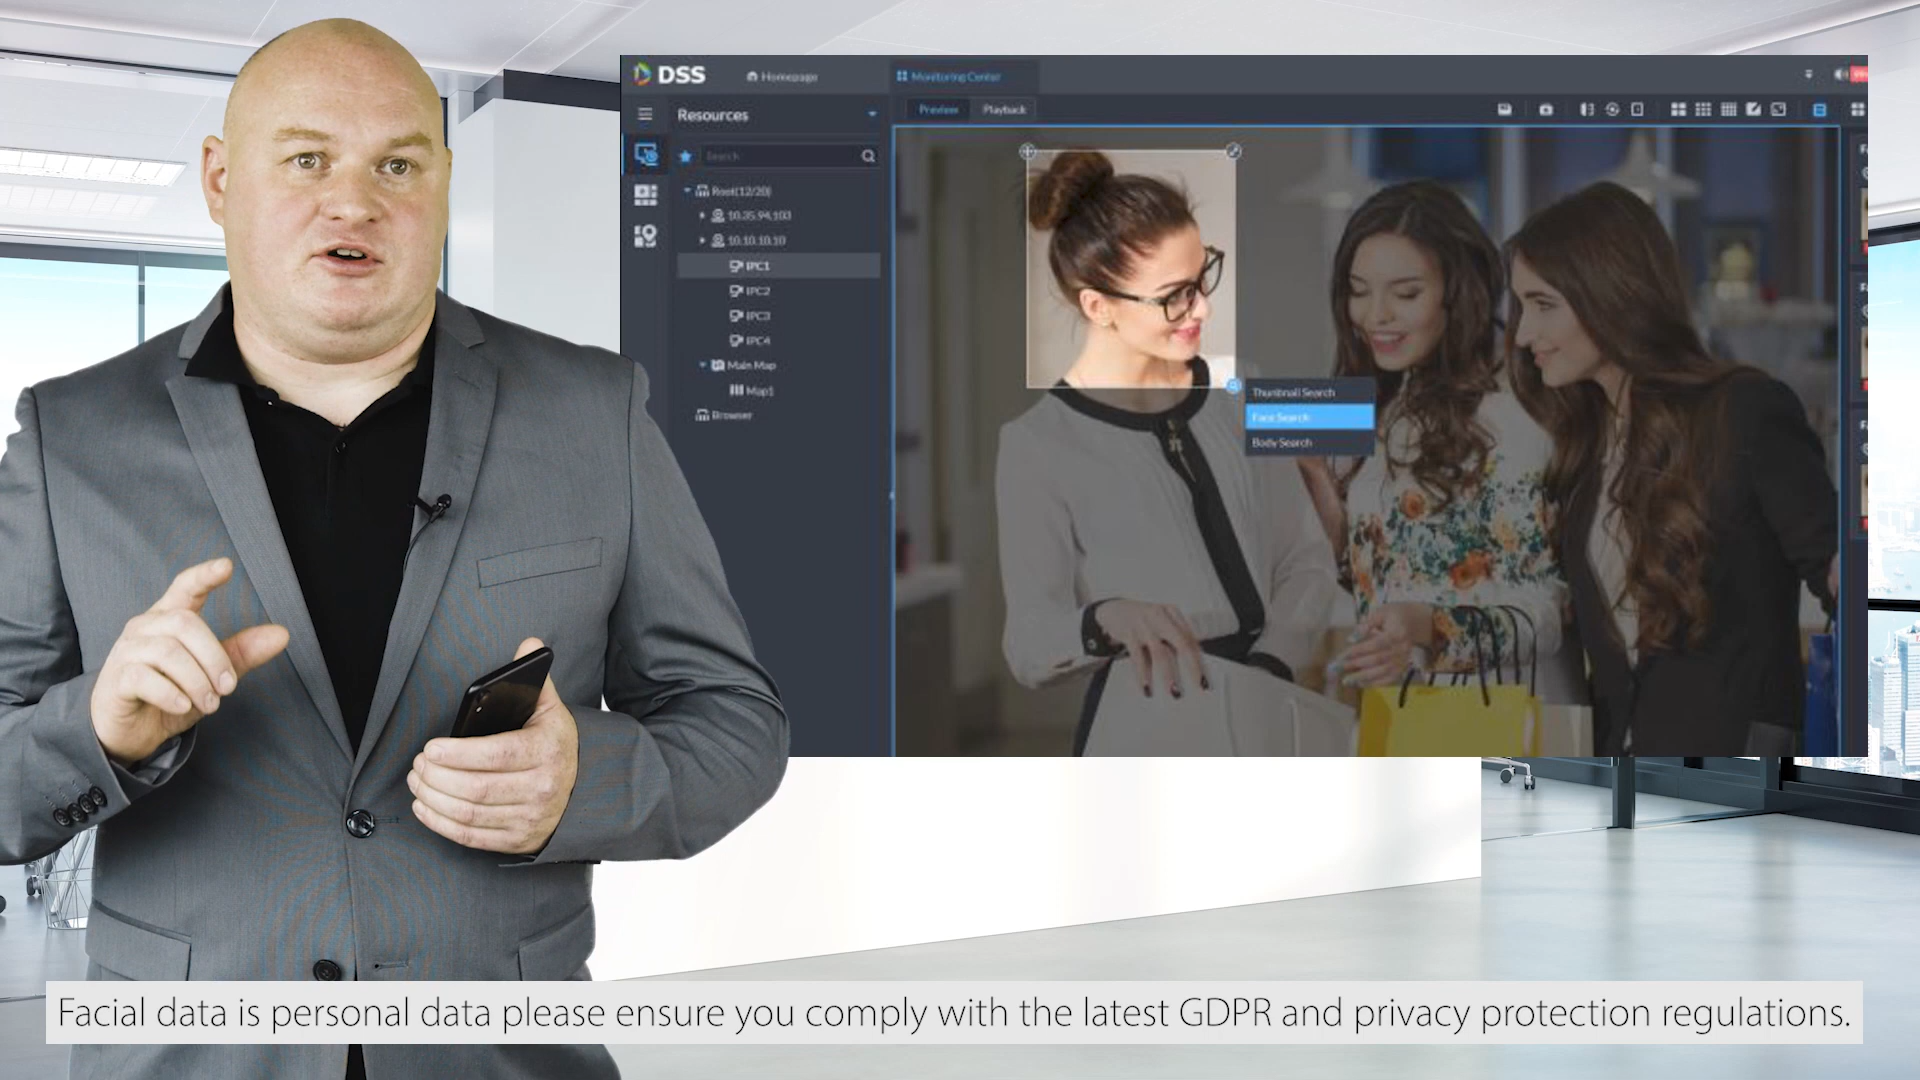 DSS
Homepage
Monitoring Center
Resources
Preview
Playback
Search
Root(12/20)
10.35.94.103
10.10.10.10
IPC1
IPC2
IPC3
IPC4
Main Map
Map1
Browser
Thumbnail Search
Face Search
Body Search
Facial data is personal data please ensure you comply with the latest GDPR and privacy protection regulations.